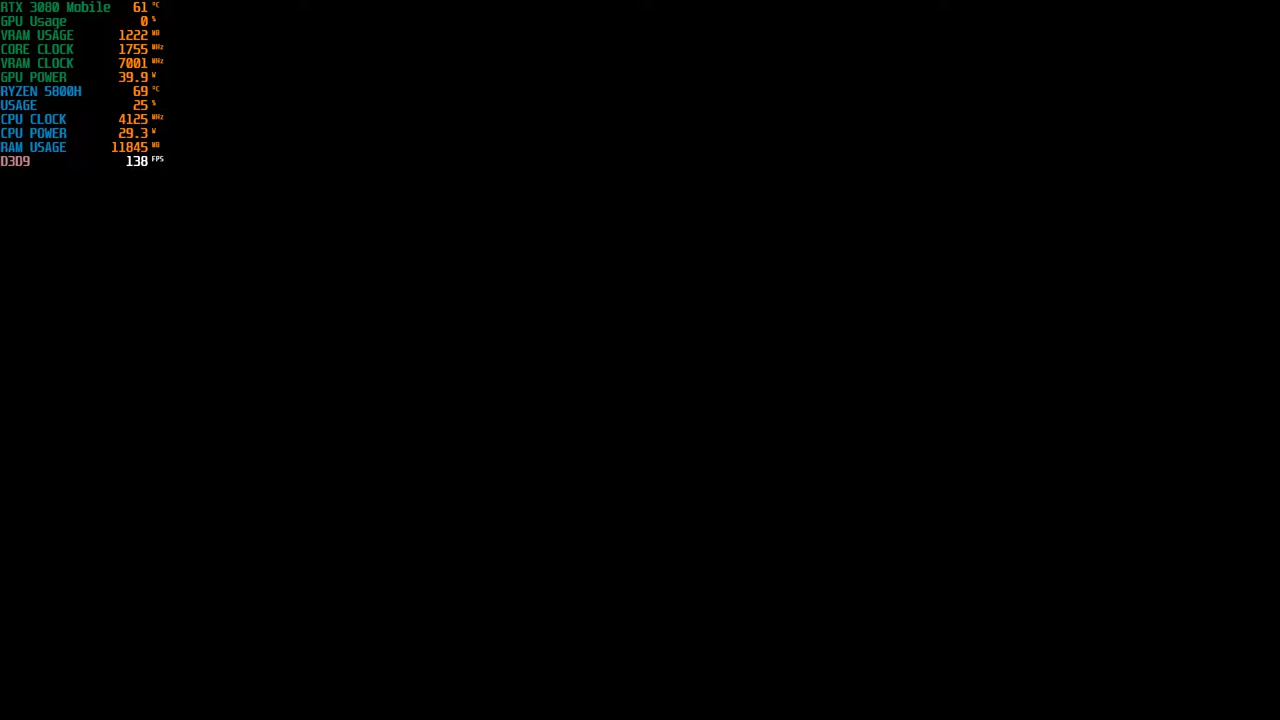 RTX 3080 Mobile 61 °C
GPU Usage 0 %
VRAM USAGE 1222 MB
CORE CLOCK 1755 MHz
VRAM CLOCK 7001 MHz
GPU POWER 39.9 W
RYZEN 5800H 69 °C
USAGE 25 %
CPU CLOCK 4125 MHz
CPU POWER 29.3 W
RAM USAGE 11845 MB
D3D9 138 FPS